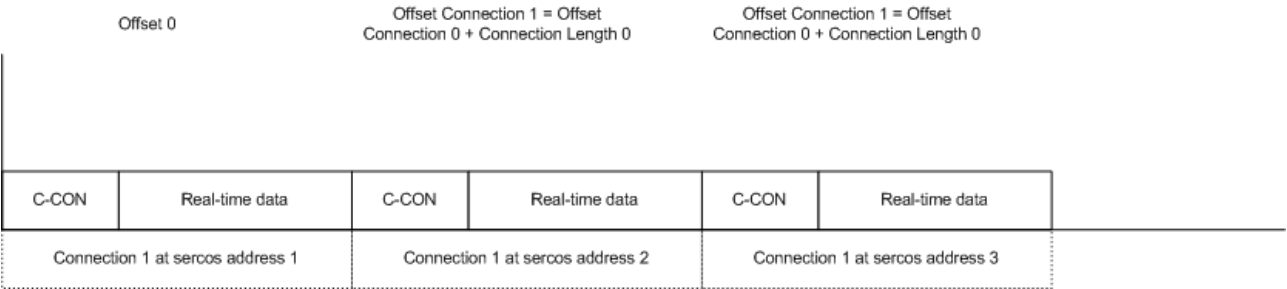 Offset 0
Offset Connection 1 = Offset
Connection 0 + Connection Length 0
Offset Connection 1 = Offset
Connection 0 + Connection Length 0
C-CON
Real-time data
C-CON
Real-time data
C-CON
Real-time data
Connection 1 at sercos address 1
Connection 1 at sercos address 2
Connection 1 at sercos address 3